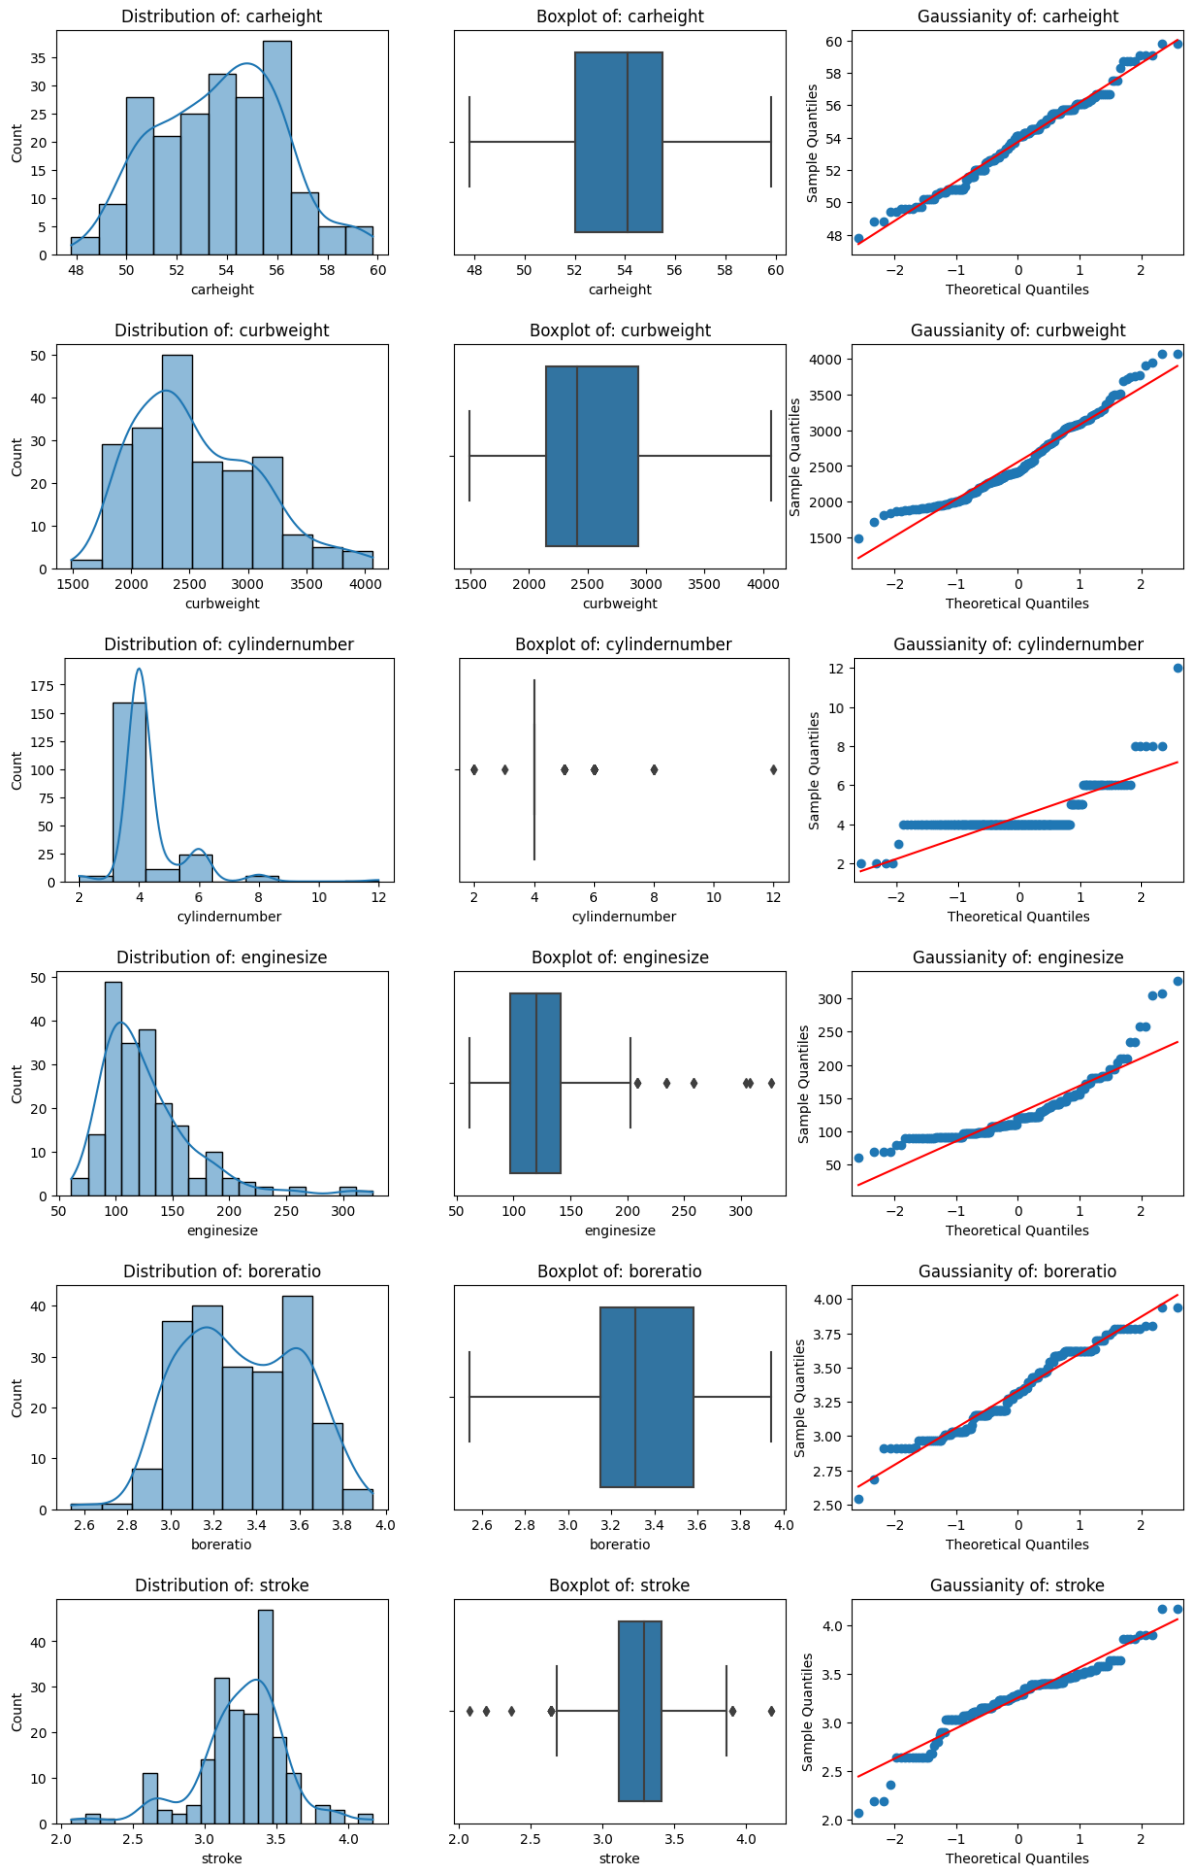 Distribution of: carheight
Boxplot of: carheight
Gaussianity of: carheight
35
30
25
20
15
10
5
0
Count
48 50 52 54 56 58 60
carheight
48 50 52 54 56 58 60
carheight
60
58
56
54
52
50
48
Sample Quantiles
−2 −1 0 1 2
Theoretical Quantiles
Distribution of: curbweight
Boxplot of: curbweight
Gaussianity of: curbweight
50
40
30
20
10
0
Count
1500 2000 2500 3000 3500 4000
curbweight
1500 2000 2500 3000 3500 4000
curbweight
4000
3500
3000
2500
2000
1500
Sample Quantiles
−2 −1 0 1 2
Theoretical Quantiles
Distribution of: cylindernumber
Boxplot of: cylindernumber
Gaussianity of: cylindernumber
175
150
125
100
75
50
25
0
Count
2 4 6 8 10 12
cylindernumber
2 4 6 8 10 12
cylindernumber
12
10
8
6
4
2
Sample Quantiles
−2 −1 0 1 2
Theoretical Quantiles
Distribution of: enginesize
Boxplot of: enginesize
Gaussianity of: enginesize
50
40
30
20
10
0
Count
50 100 150 200 250 300
enginesize
50 100 150 200 250 300
enginesize
300
250
200
150
100
50
Sample Quantiles
−2 −1 0 1 2
Theoretical Quantiles
Distribution of: boreratio
Boxplot of: boreratio
Gaussianity of: boreratio
40
30
20
10
0
Count
2.6 2.8 3.0 3.2 3.4 3.6 3.8 4.0
boreratio
2.6 2.8 3.0 3.2 3.4 3.6 3.8 4.0
boreratio
4.00
3.75
3.50
3.25
3.00
2.75
2.50
Sample Quantiles
−2 −1 0 1 2
Theoretical Quantiles
Distribution of: stroke
Boxplot of: stroke
Gaussianity of: stroke
40
30
20
10
0
Count
2.0 2.5 3.0 3.5 4.0
stroke
2.0 2.5 3.0 3.5 4.0
stroke
4.0
3.5
3.0
2.5
2.0
Sample Quantiles
−2 −1 0 1 2
Theoretical Quantiles